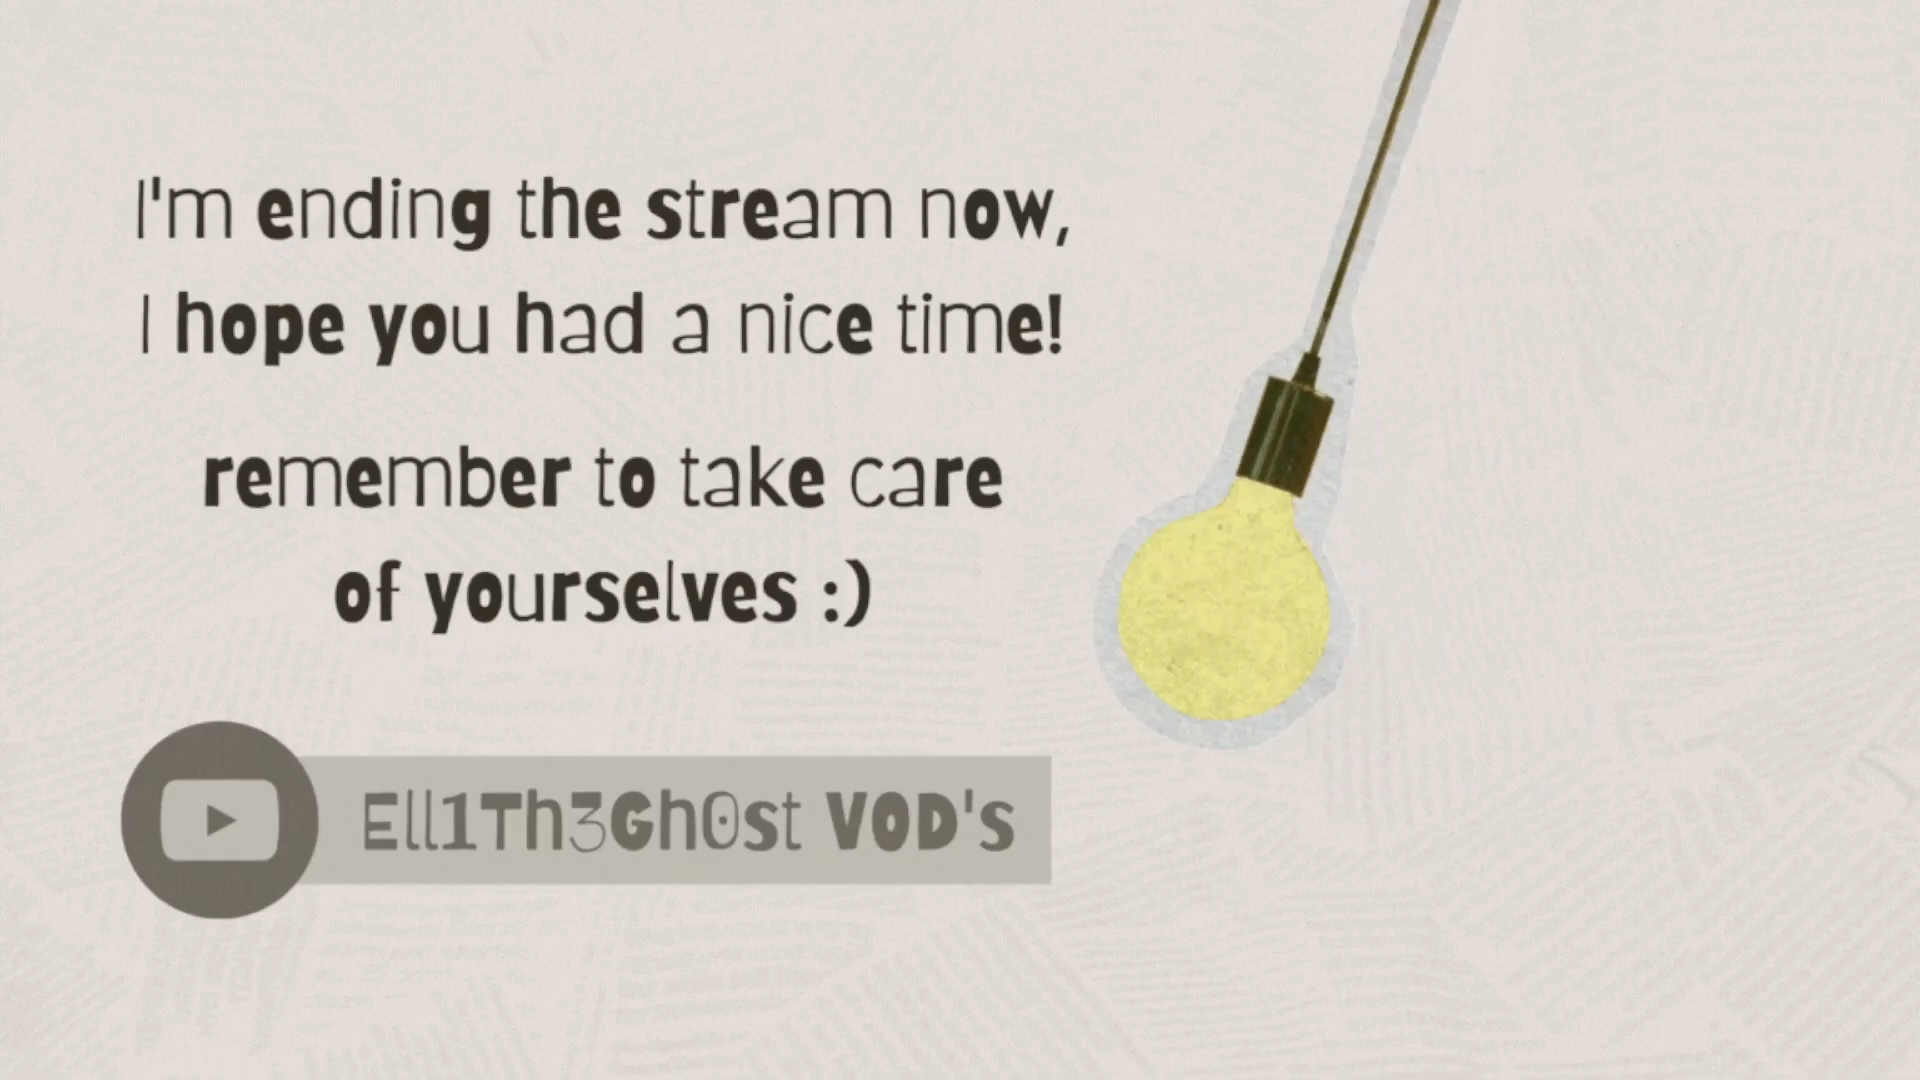 I'm ending the stream now,
I hope you had a nice time!
remember to take care
of yourselves :)
Ell1Th3Gh0st VOD's